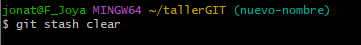 jonat@F_Joya MINGW64 ~/tallerGIT (nuevo-nombre)
$ git stash clear